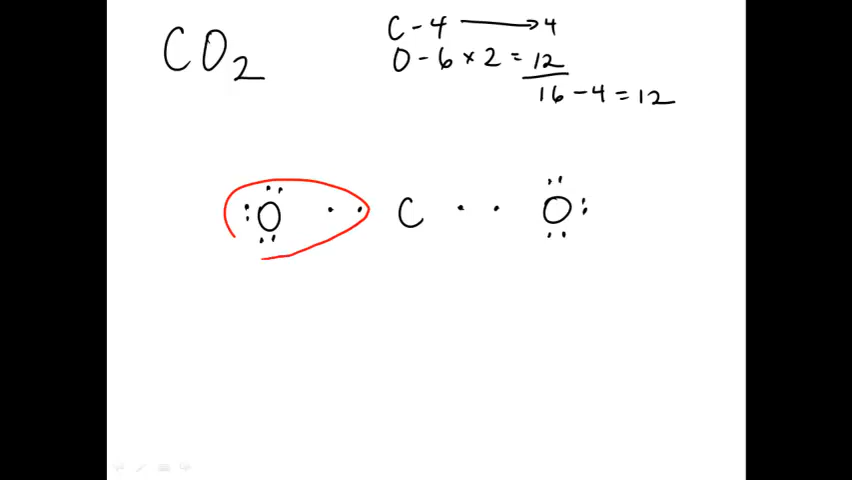 CO₂
C - 4 ⟶ 4
O - 6 × 2 = 12
16 - 4 = 12
O C O